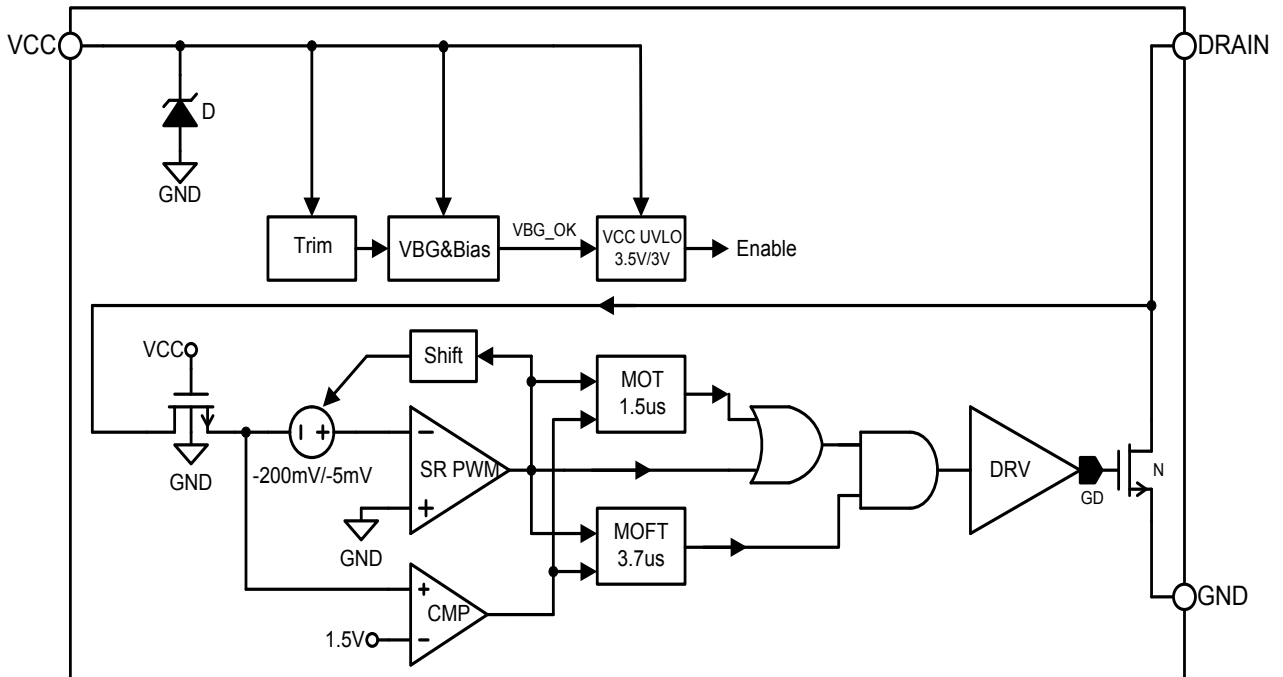 VCC
DRAIN
D
GND
Trim
VBG&Bias
VBG_OK
VCC UVLO
3.5V/3V
Enable
VCC
Shift
MOT
1.5us
GND
-200mV/-5mV
SR PWM
GND
DRV
GD
N
MOFT
3.7us
CMP
1.5V
GND